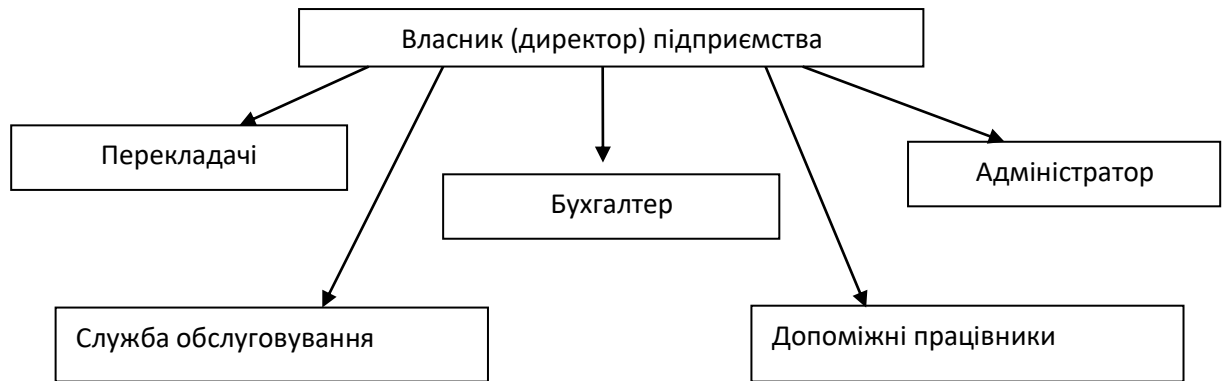 Власник (директор) підприємства
Перекладачі
Адміністратор
Бухгалтер
Служба обслуговування
Допоміжні працівники